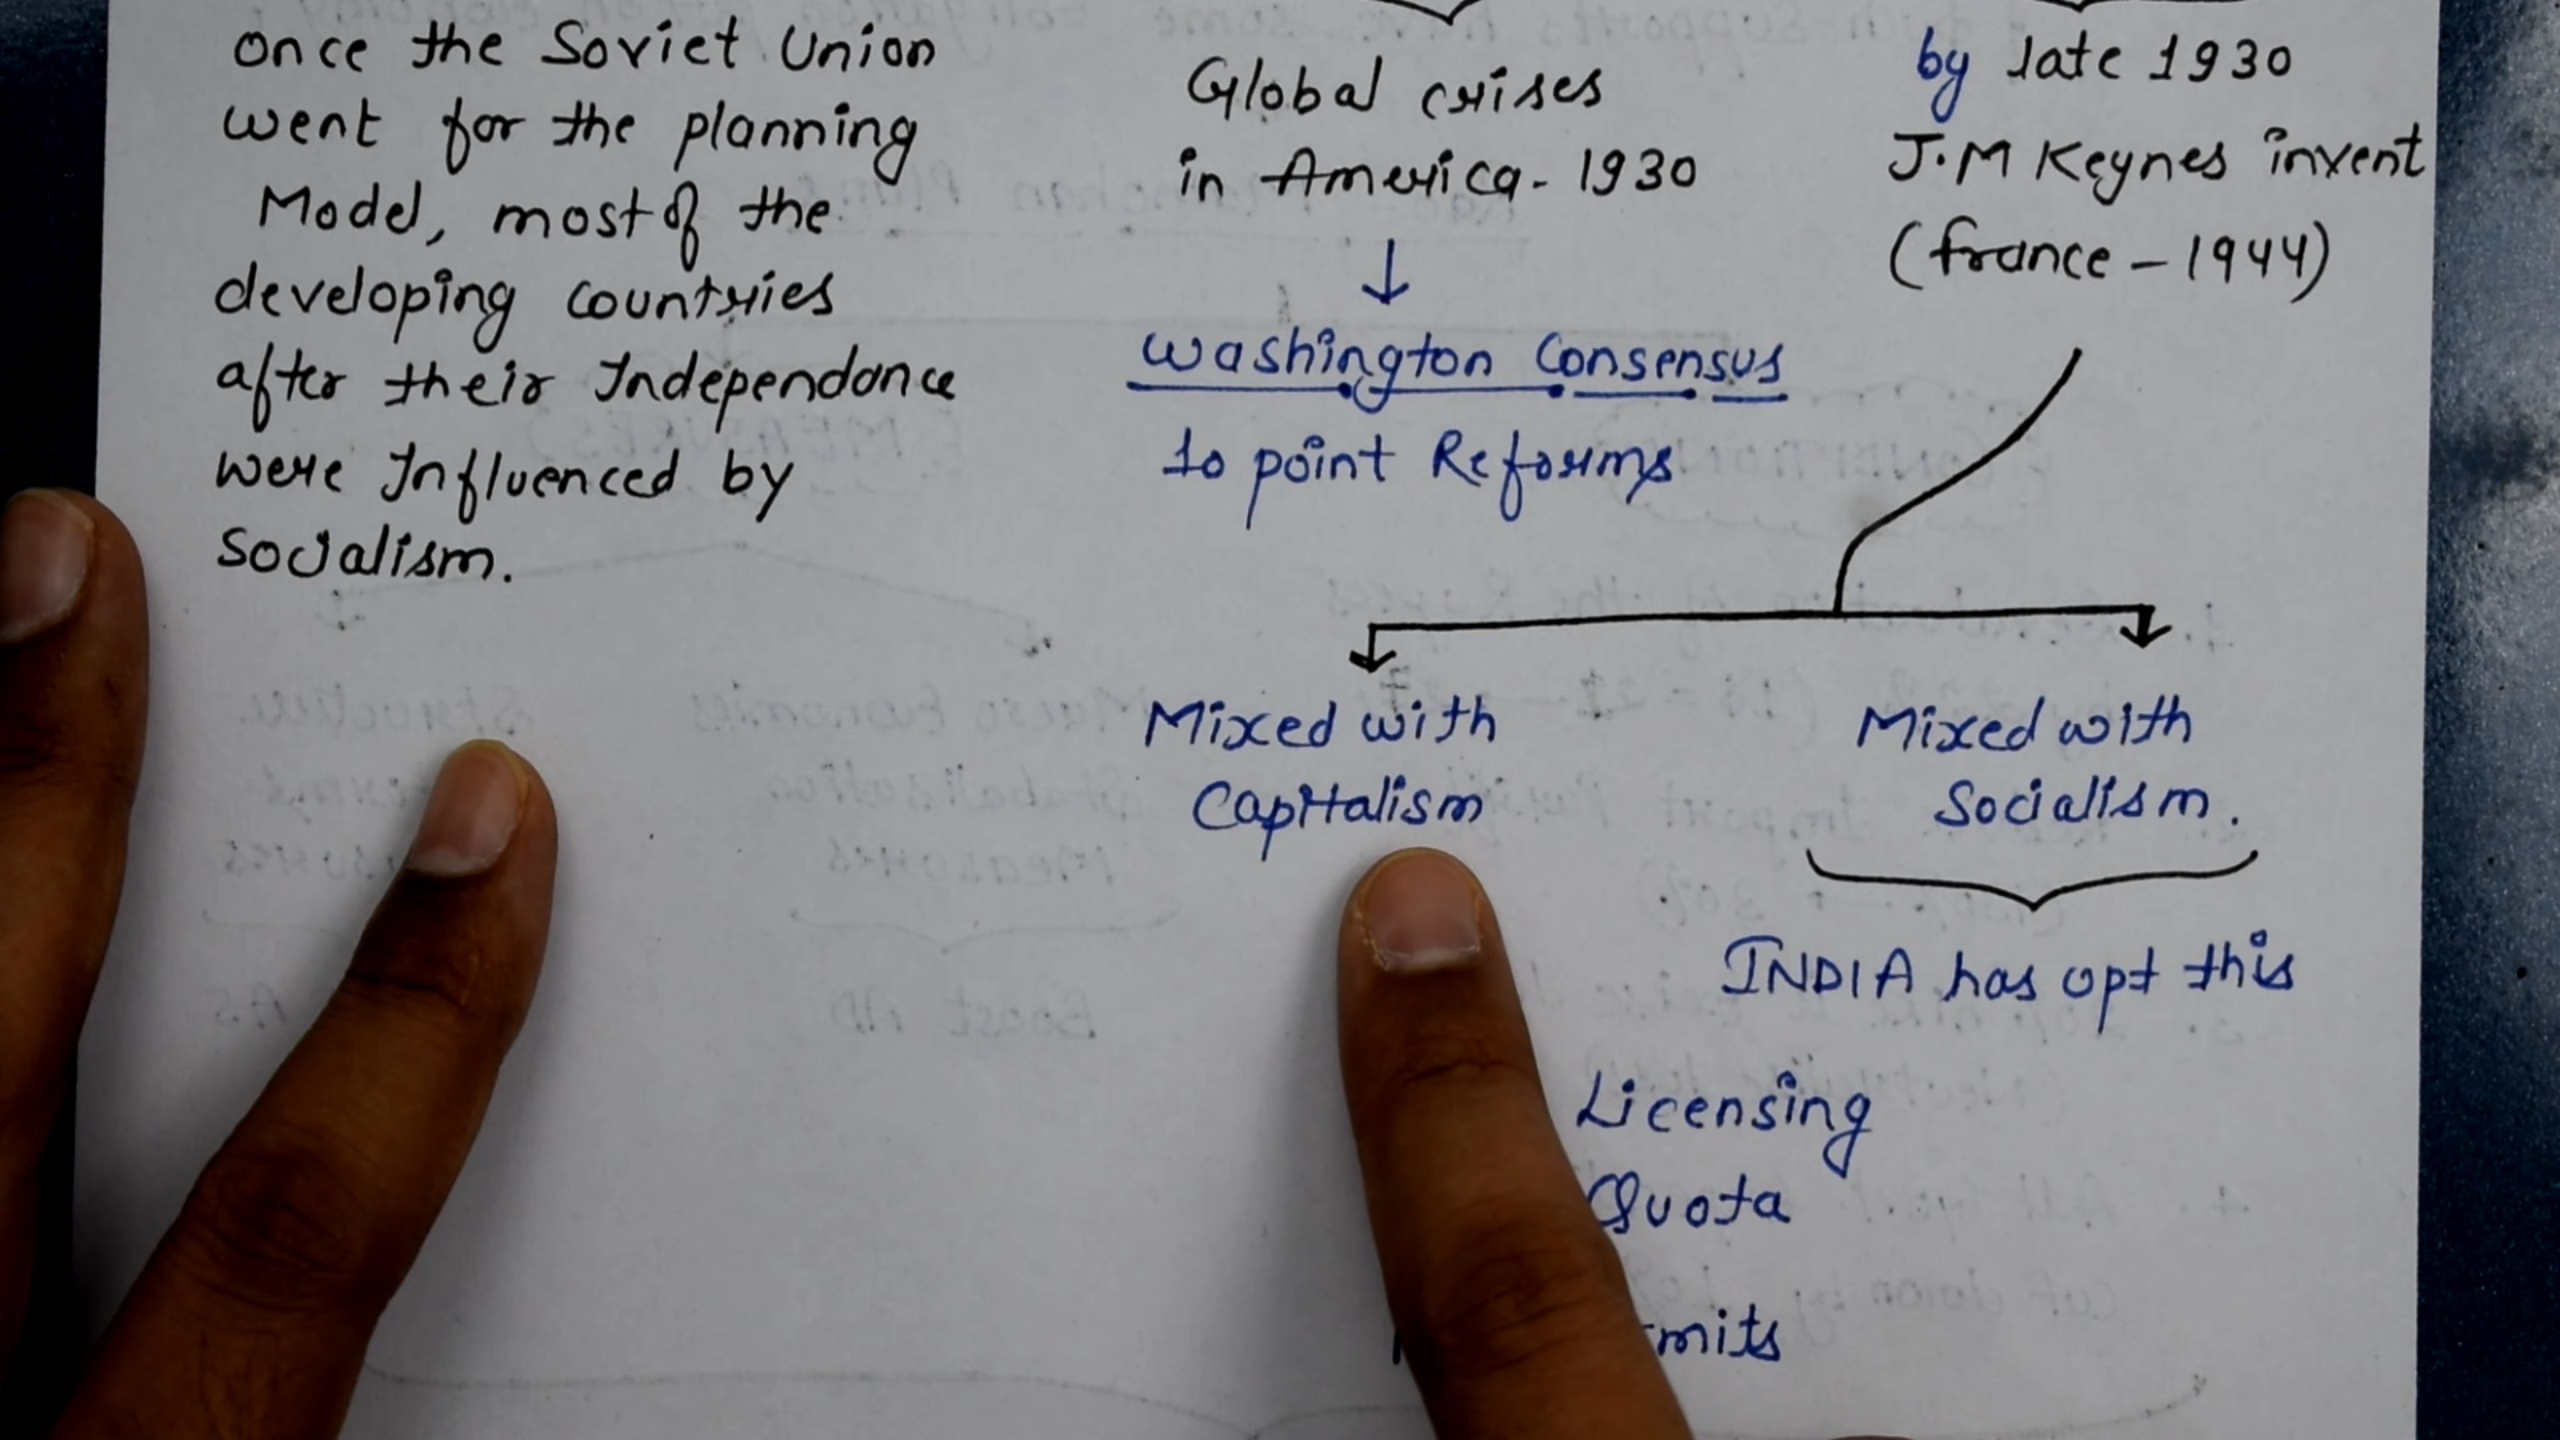 once the Soviet Union
went for the planning
Model, most of the
developing countries
after their Independance
were Influenced by
Socialism.
Global crises
in America - 1930
Washington Consensus
10 point Reforms
by late 1930
J.M Keynes invent
(france - 1944)
Mixed with
Capitalism
Mixed with
Socialism.
INDIA has opt this
Licensing
Quota
mits